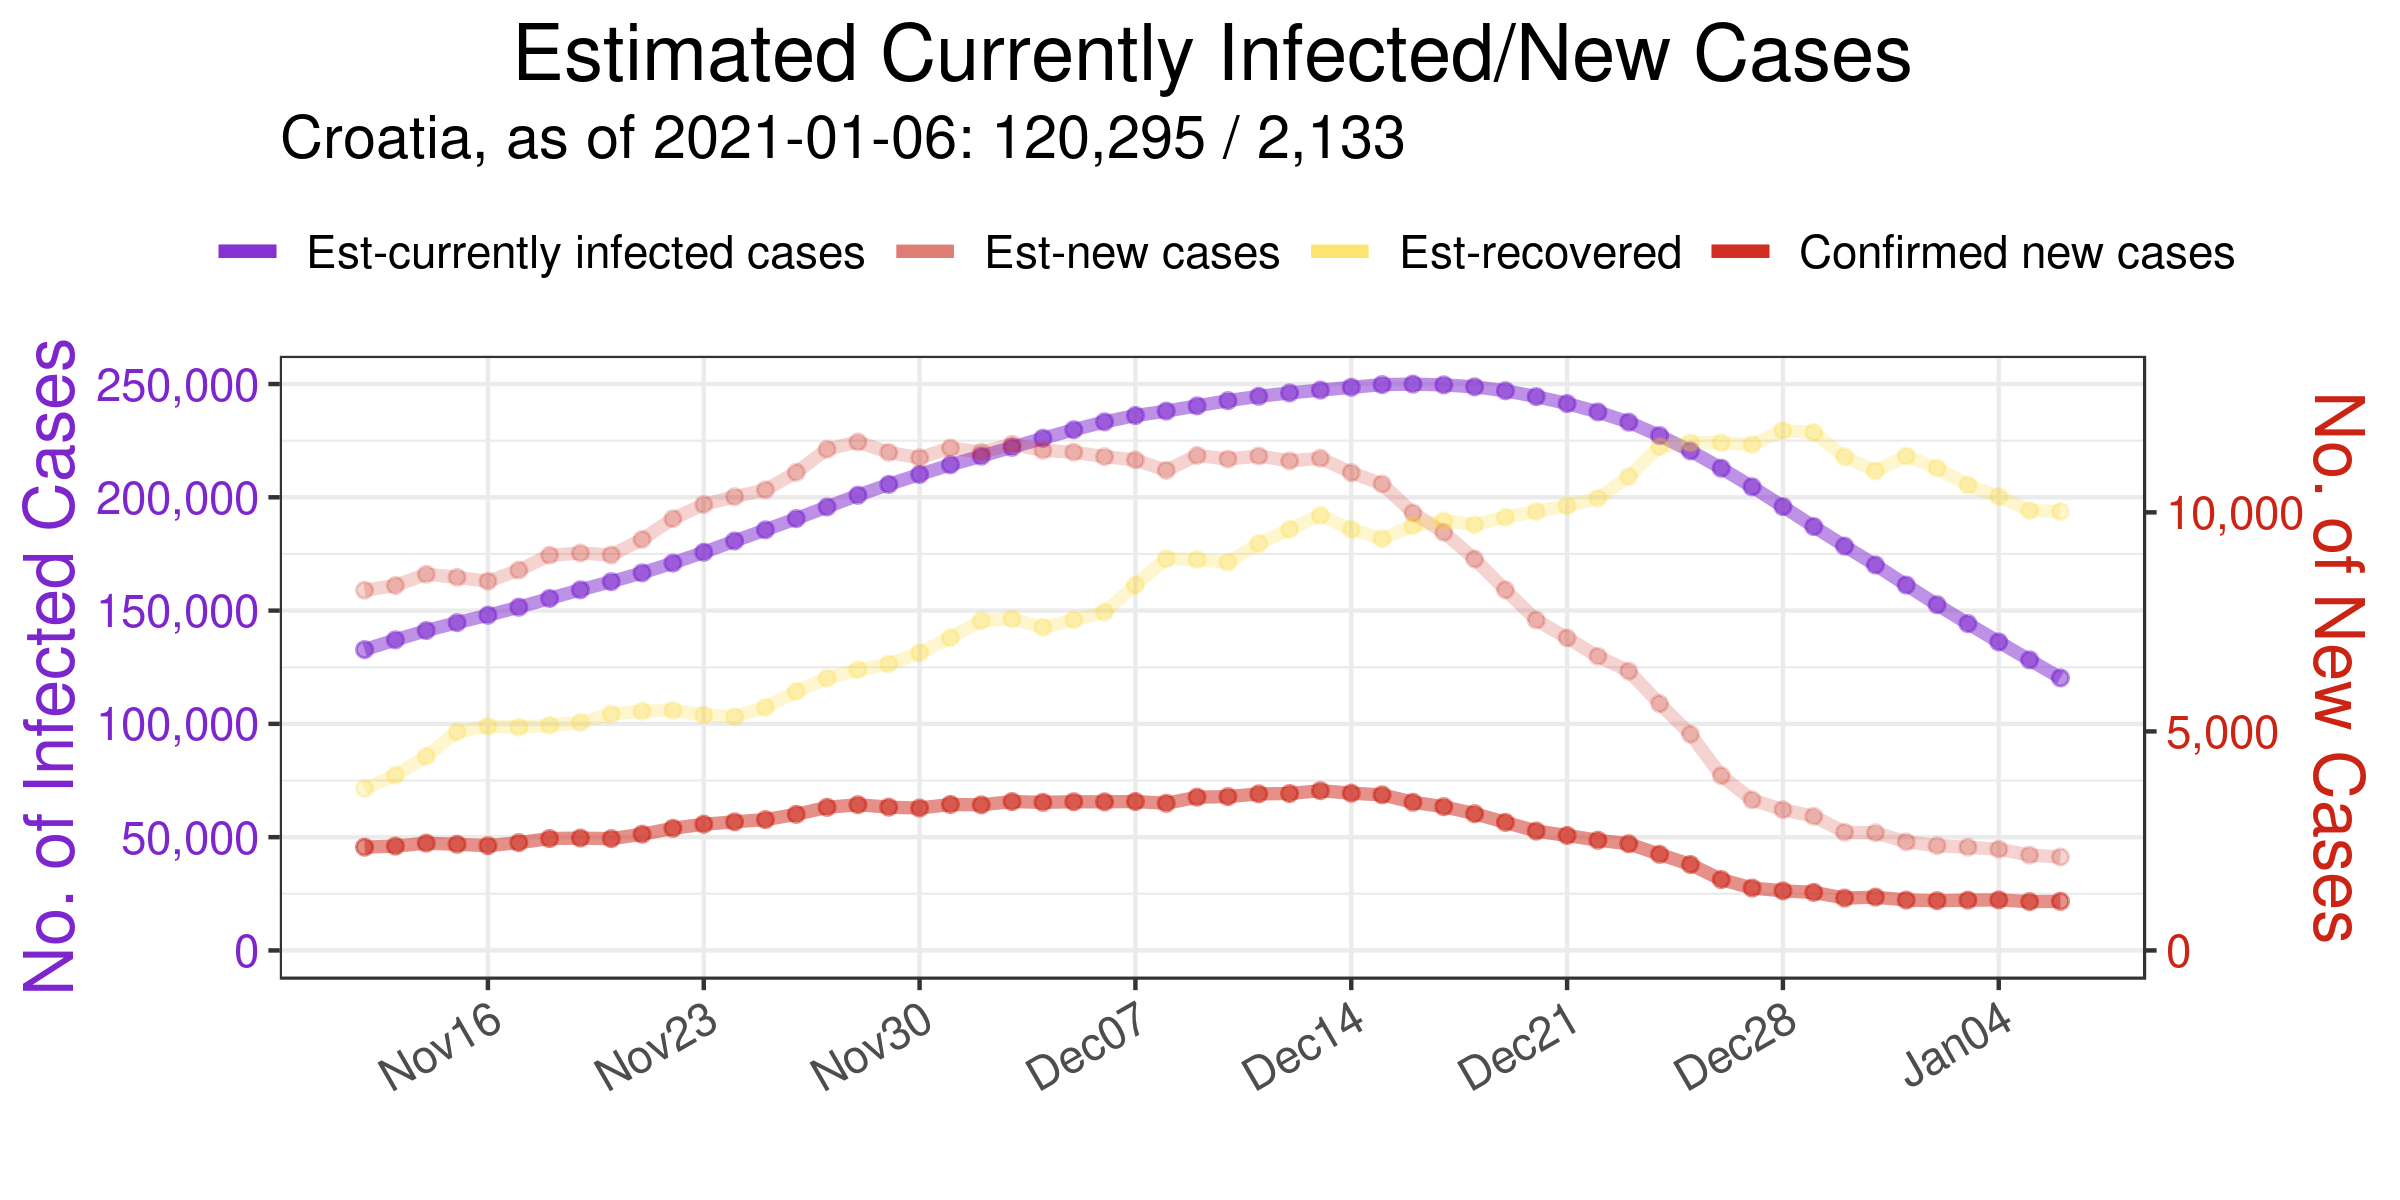 Estimated Currently Infected/New Cases
Croatia, as of 2021-01-06: 120,295 / 2,133
Est-currently infected cases Est-new cases Est-recovered Confirmed new cases
No. of Infected Cases
250,000
200,000
150,000
100,000
50,000
0
10,000
5,000
0
No. of New Cases
Nov16 Nov23 Nov30 Dec07 Dec14 Dec21 Dec28 Jan04